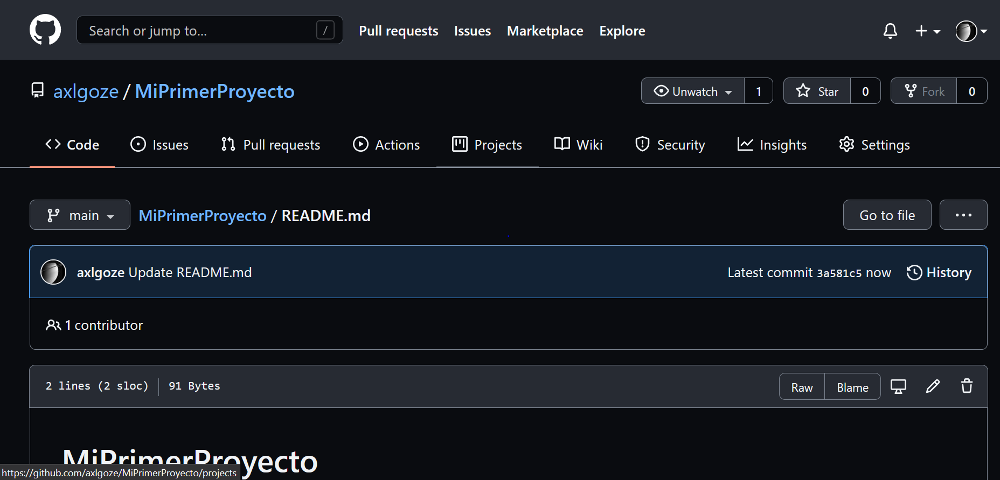 Search or jump to... / Pull requests Issues Marketplace Explore
axlgoze / MiPrimerProyecto Unwatch 1 Star 0 Fork 0
Code Issues Pull requests Actions Projects Wiki Security Insights Settings
main MiPrimerProyecto / README.md Go to file ...
axlgoze Update README.md Latest commit 3a581c5 now History
1 contributor
2 lines (2 sloc) 91 Bytes Raw Blame
MiPrimerProyecto
https://github.com/axlgoze/MiPrimerProyecto/projects